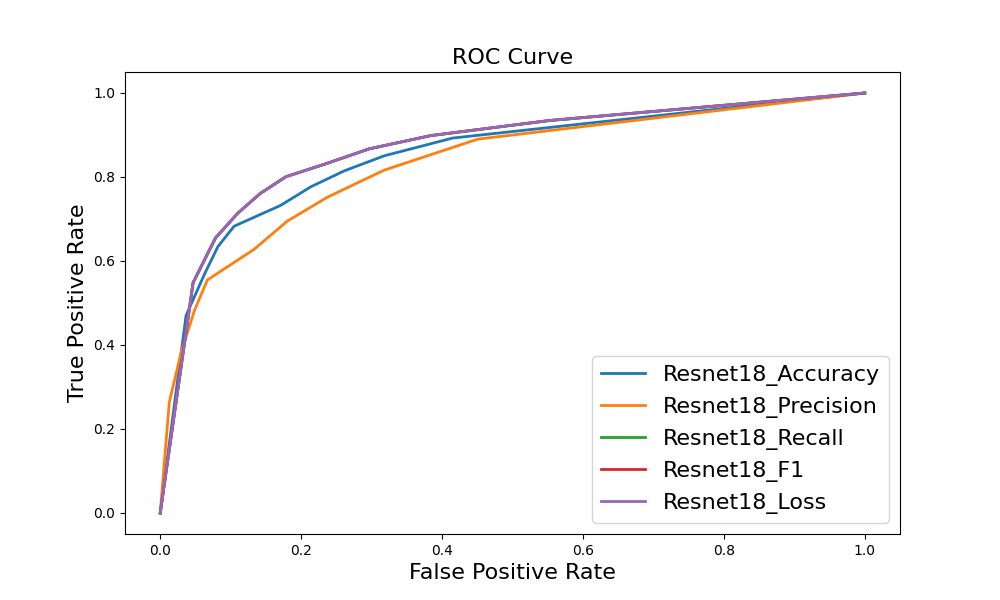 ROC Curve
True Positive Rate
1.0
0.8
0.6
0.4
0.2
0.0
Resnet18_Accuracy
Resnet18_Precision
Resnet18_Recall
Resnet18_F1
Resnet18_Loss
0.0 0.2 0.4 0.6 0.8 1.0
False Positive Rate